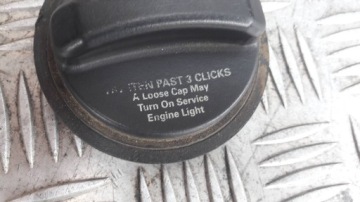 PAST 3 CLICKS
A Loose Cap May
Turn On Service
Engine Light